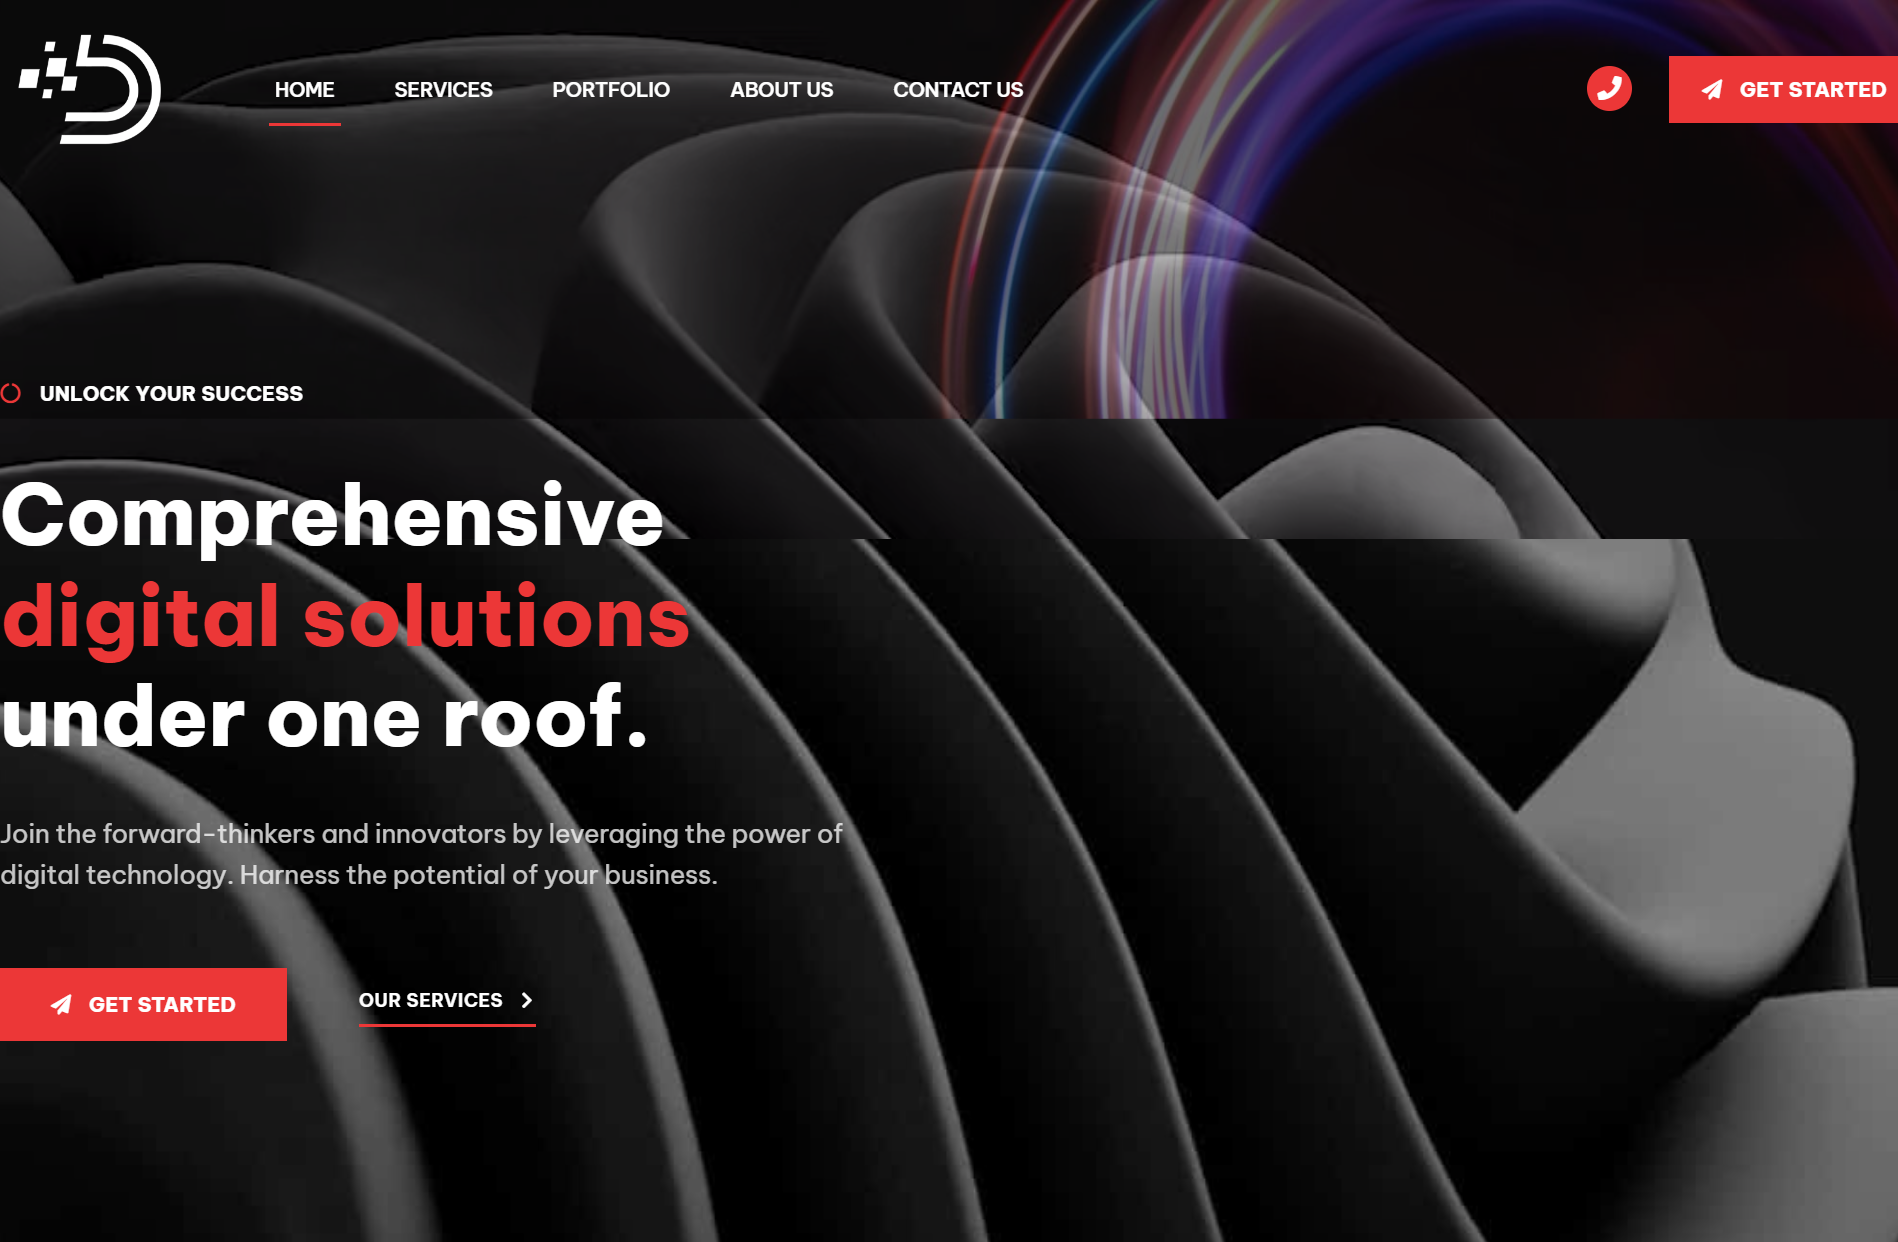 HOME
SERVICES
PORTFOLIO
ABOUT US
CONTACT US
GET STARTED
UNLOCK YOUR SUCCESS
Comprehensive
digital solutions
under one roof.
Join the forward-thinkers and innovators by leveraging the power of
digital technology. Harness the potential of your business.
GET STARTED
OUR SERVICES